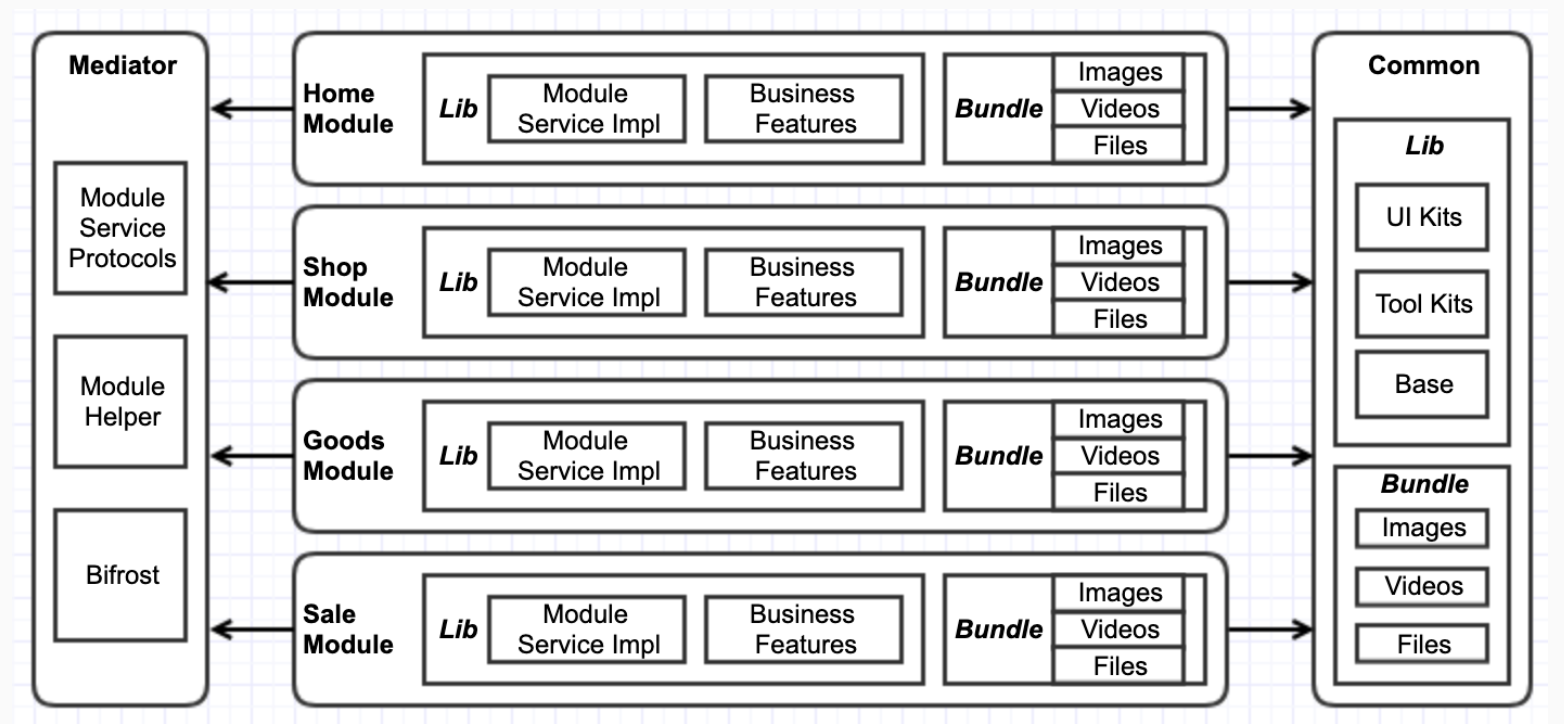 Mediator
Module
Service
Protocols
Module
Helper
Bifrost
Home
Module
Lib
Module
Service Impl
Business
Features
Bundle
Images
Videos
Files
Shop
Module
Lib
Module
Service Impl
Business
Features
Bundle
Images
Videos
Files
Goods
Module
Lib
Module
Service Impl
Business
Features
Bundle
Images
Videos
Files
Sale
Module
Lib
Module
Service Impl
Business
Features
Bundle
Images
Videos
Files
Common
Lib
UI Kits
Tool Kits
Base
Bundle
Images
Videos
Files